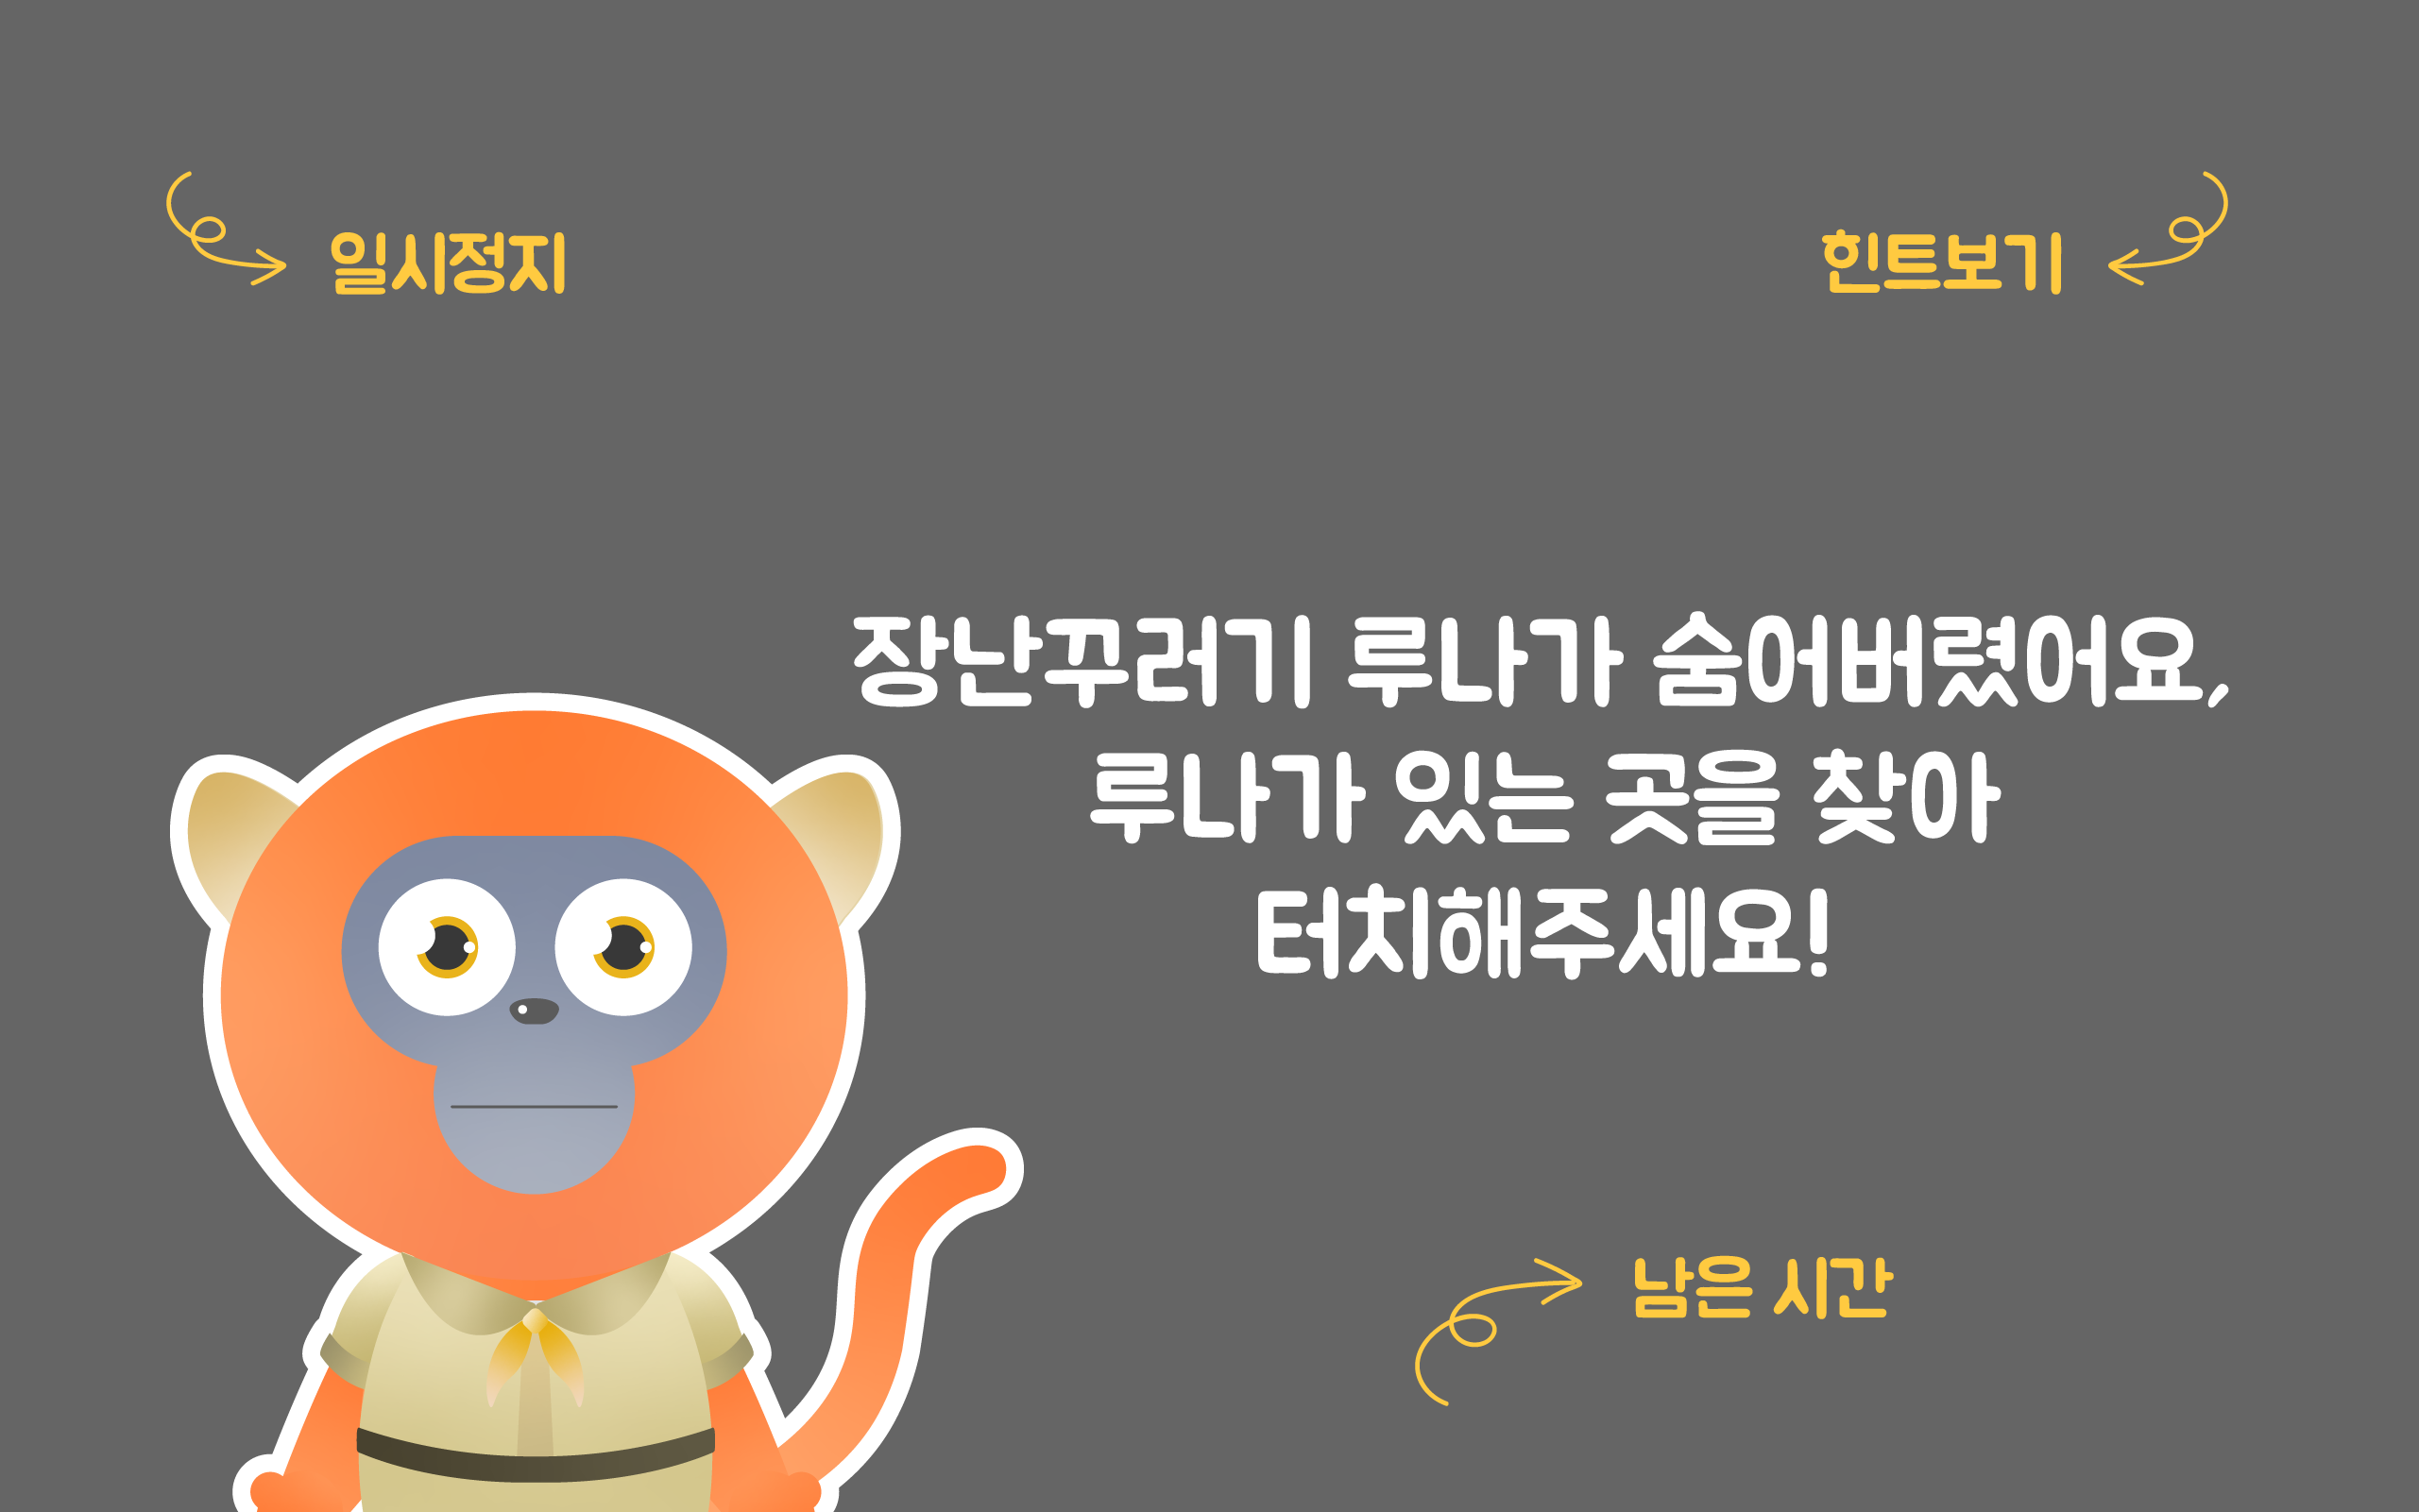 일시정지
힌트보기
장난꾸러기 루나가 숨어버렸어요,
루나가 있는 곳을 찾아
터치해주세요!
남은 시간